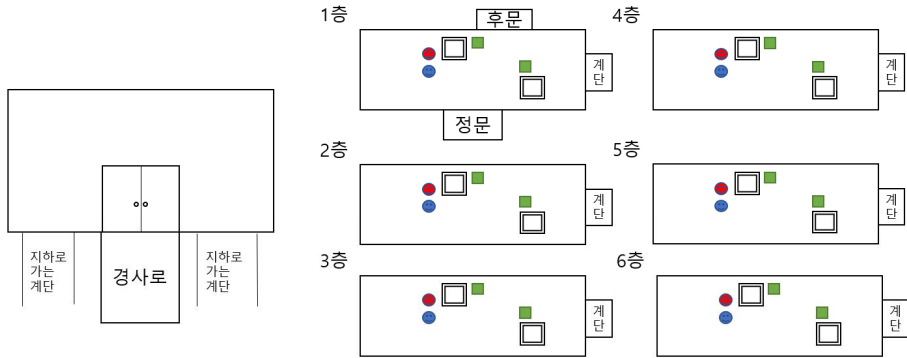 지하로
가는
계단
경사로
지하로
가는
계단
1층
후문
계
단
정문
4층
계
단
2층
계
단
5층
계
단
3층
계
단
6층
계
단